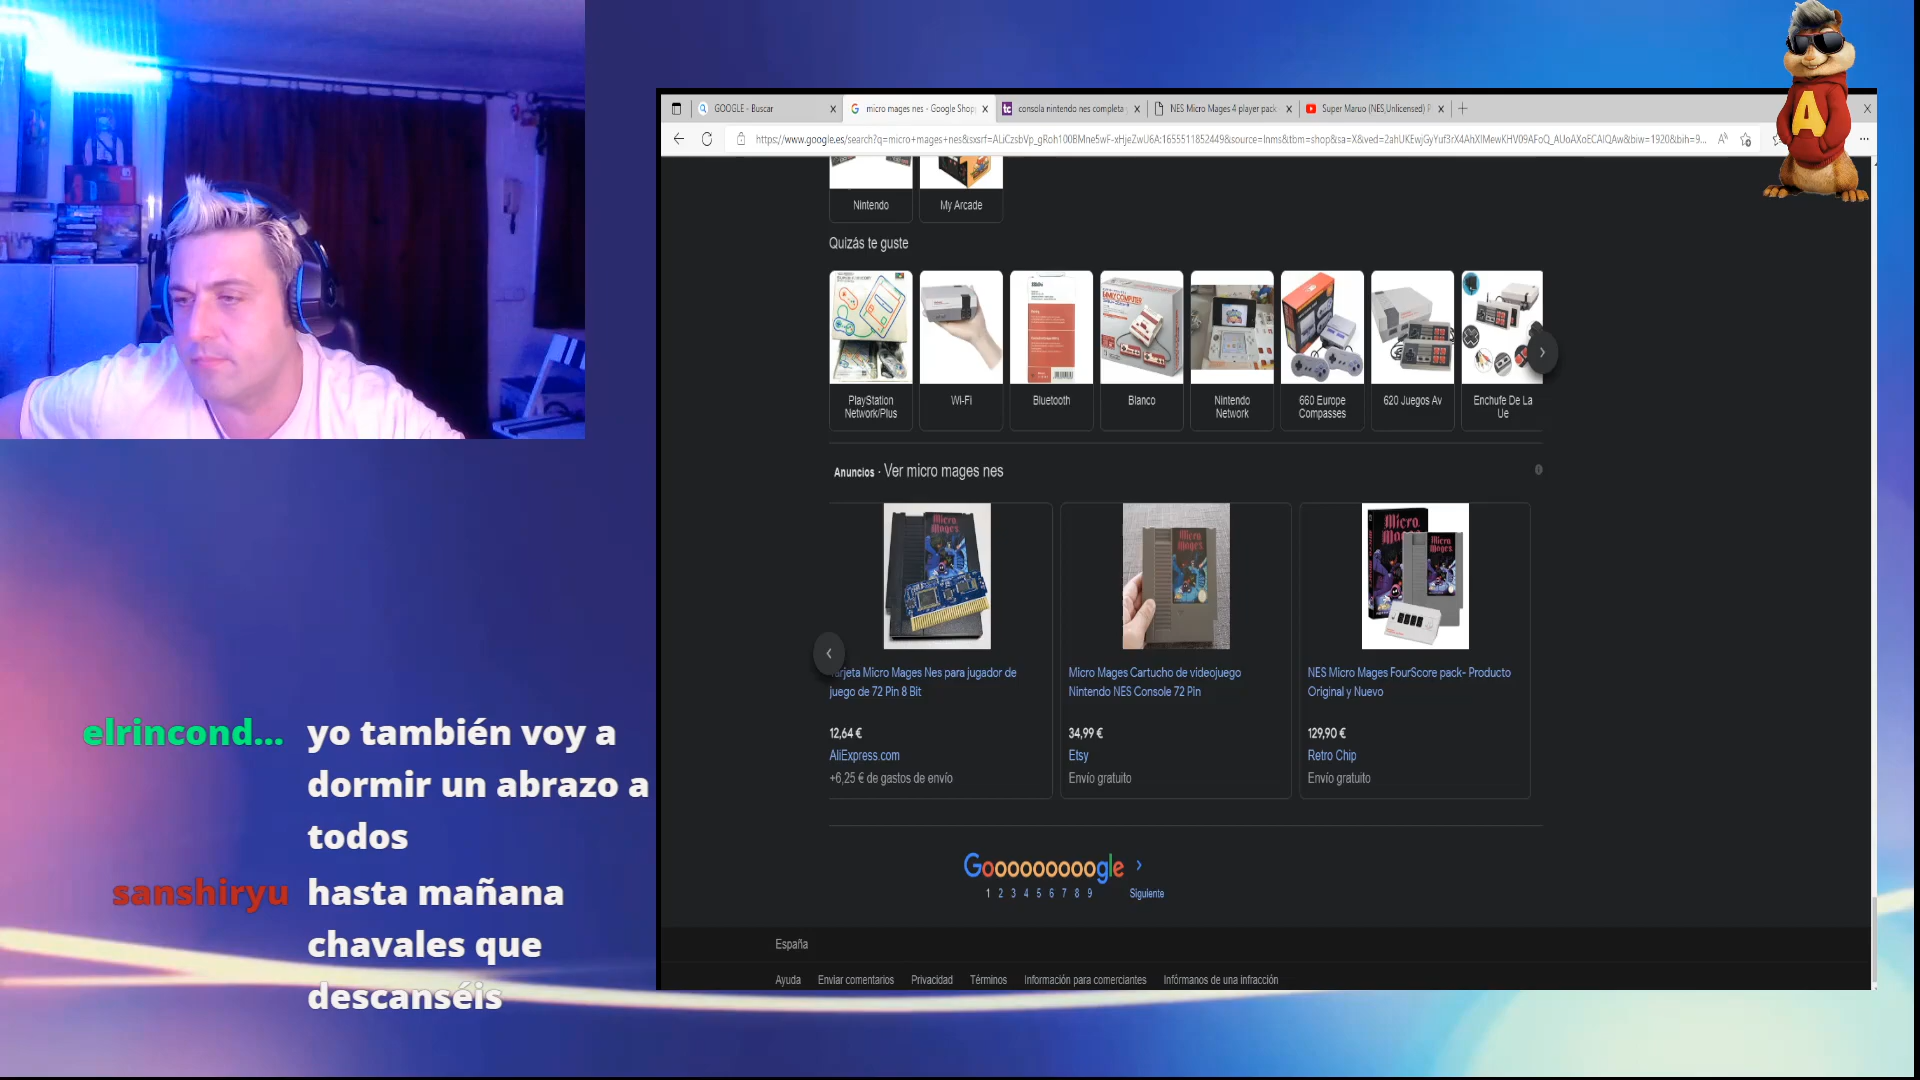 GOOGLE - Buscar
micro mages nes - Google Shop
consola nintendo nes completa
NES Micro Mages 4 player pack
Super Maruo (NES,Unlicensed)
Nintendo
My Arcade
Quizás te guste
PlayStation Network/Plus
Wi-Fi
Bluetooth
Blanco
Nintendo Network
660 Europe Compasses
620 Juegos Av
Enchufe De La Ue
Anuncios · Ver micro mages nes
Tarjeta Micro Mages Nes para jugador de
juego de 72 Pin 8 Bit
12,64 €
AliExpress.com
+6,25 € de gastos de envío
Micro Mages Cartucho de videojuego
Nintendo NES Console 72 Pin
34,99 €
Etsy
Envío gratuito
NES Micro Mages FourScore pack- Producto
Original y Nuevo
129,90 €
Retro Chip
Envío gratuito
Gooooooooogle >
1 2 3 4 5 6 7 8 9 Siguiente
España
Ayuda Enviar comentarios Privacidad Términos Información para comerciantes Infórmanos de una infracción
elrincond... yo también voy a
dormir un abrazo a
todos
sanshiryu hasta mañana
chavales que
descanséis
A